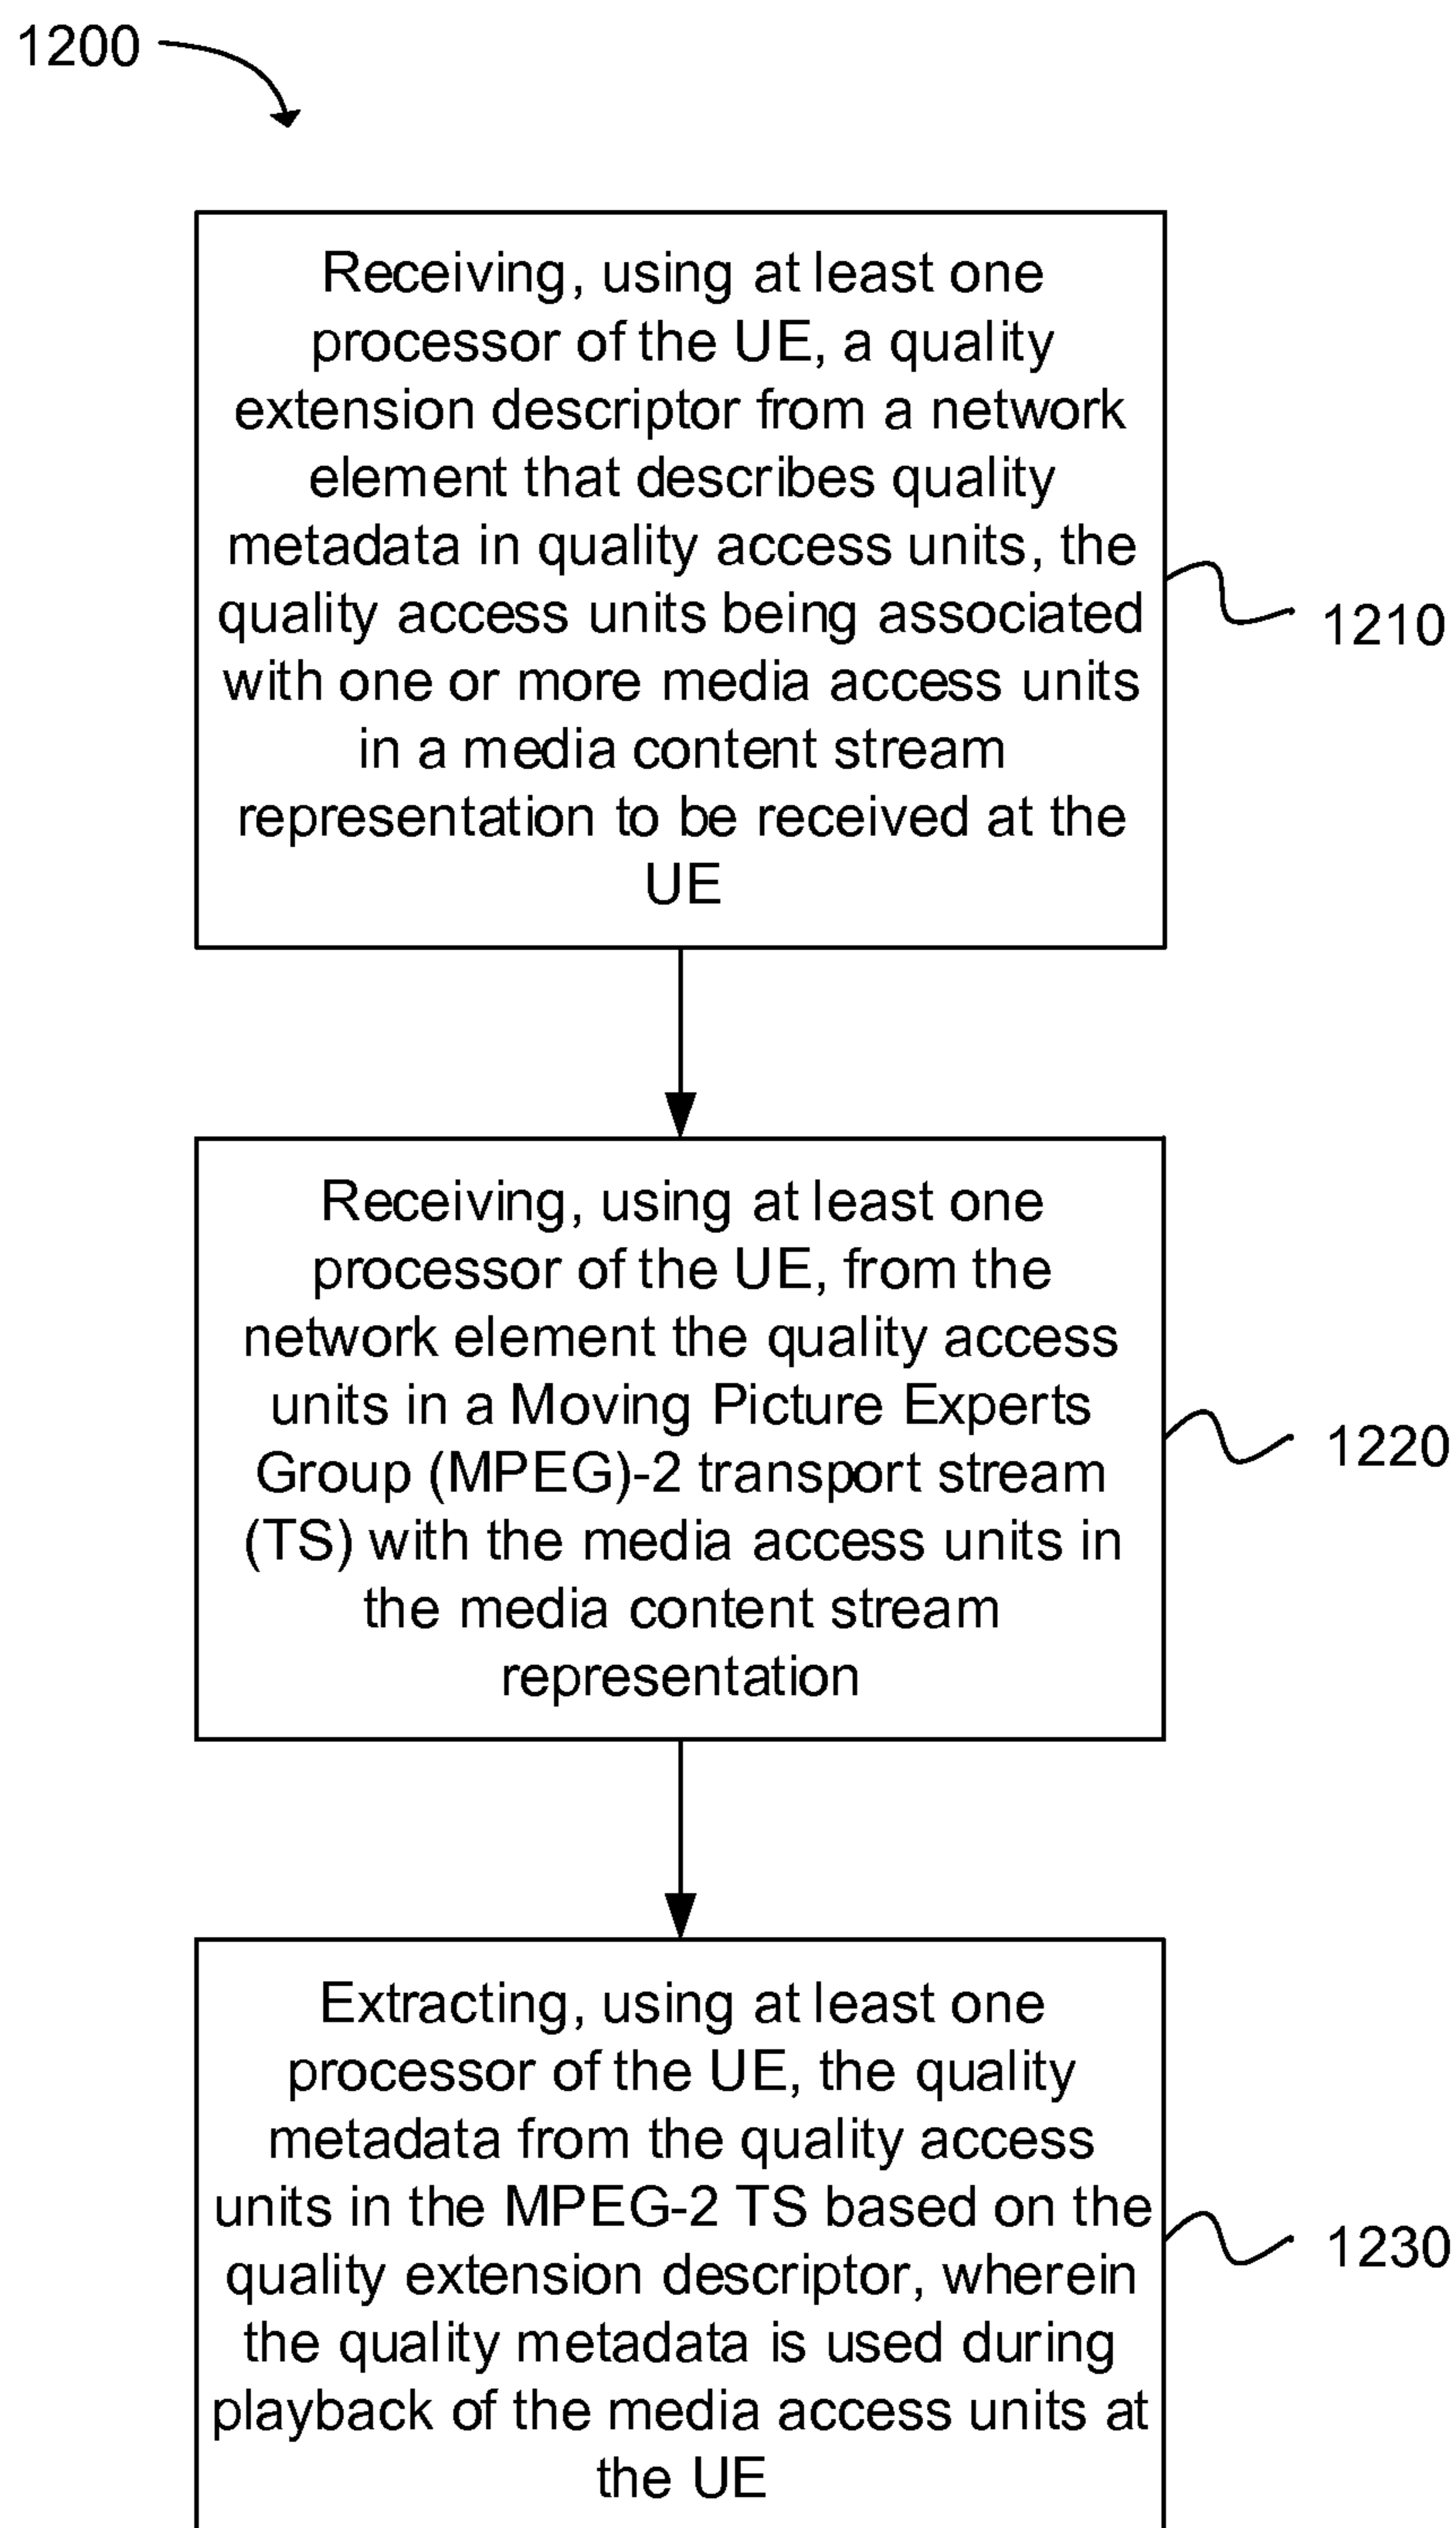 1200
Receiving, using at least one
processor of the UE, a quality
extension descriptor from a network
element that describes quality
metadata in quality access units, the
quality access units being associated
with one or more media access units
in a media content stream
representation to be received at the
UE
1210
Receiving, using at least one
processor of the UE, from the
network element the quality access
units in a Moving Picture Experts
Group (MPEG)-2 transport stream
(TS) with the media access units in
the media content stream
representation
1220
Extracting, using at least one
processor of the UE, the quality
metadata from the quality access
units in the MPEG-2 TS based on the
quality extension descriptor, wherein
the quality metadata is used during
playback of the media access units at
the UE
1230